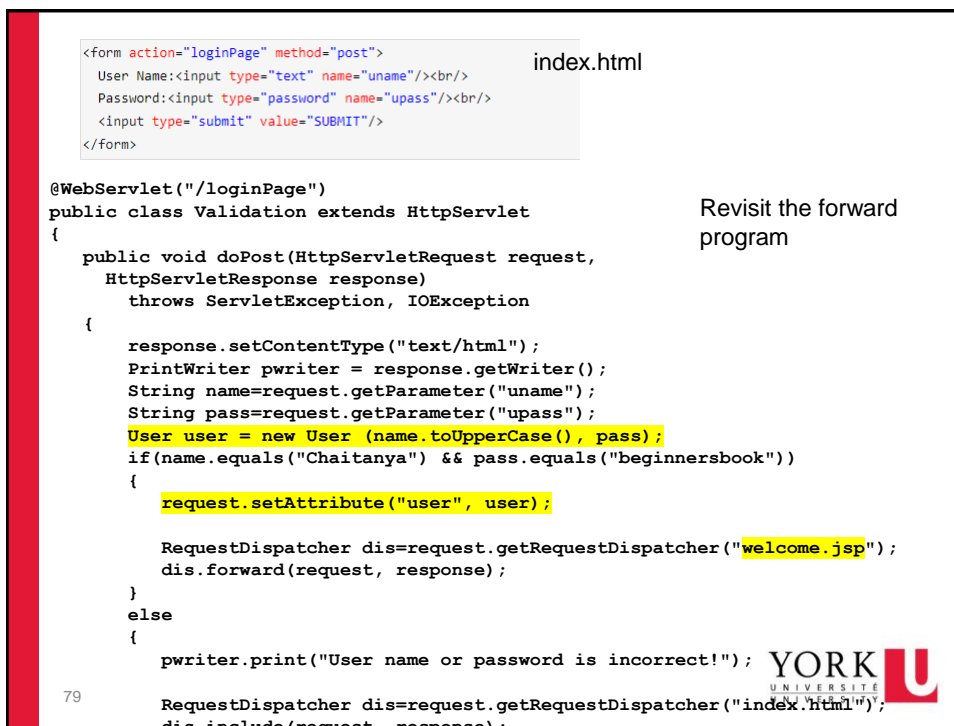 <form action="loginPage" method="post">
User Name:<input type="text" name="uname"/><br/>
Password:<input type="password" name="upass"/><br/>
<input type="submit" value="SUBMIT"/>
</form>
index.html
@WebServlet("/loginPage")
public class Validation extends HttpServlet
{
Revisit the forward
program
public void doPost(HttpServletRequest request,
HttpServletResponse response)
throws ServletException, IOException
{
response.setContentType("text/html");
PrintWriter pwriter = response.getWriter();
String name=request.getParameter("uname");
String pass=request.getParameter("upass");
User user = new User (name.toUpperCase(), pass);
if(name.equals("Chaitanya") && pass.equals("beginnersbook"))
{
request.setAttribute("user", user);
RequestDispatcher dis=request.getRequestDispatcher("welcome.jsp");
dis.forward(request, response);
}
else
{
pwriter.print("User name or password is incorrect!");
YORK U
UNIVERSITÉ
UNIVERSITY
79
RequestDispatcher dis=request.getRequestDispatcher("index.html");
dis.include(request, response);